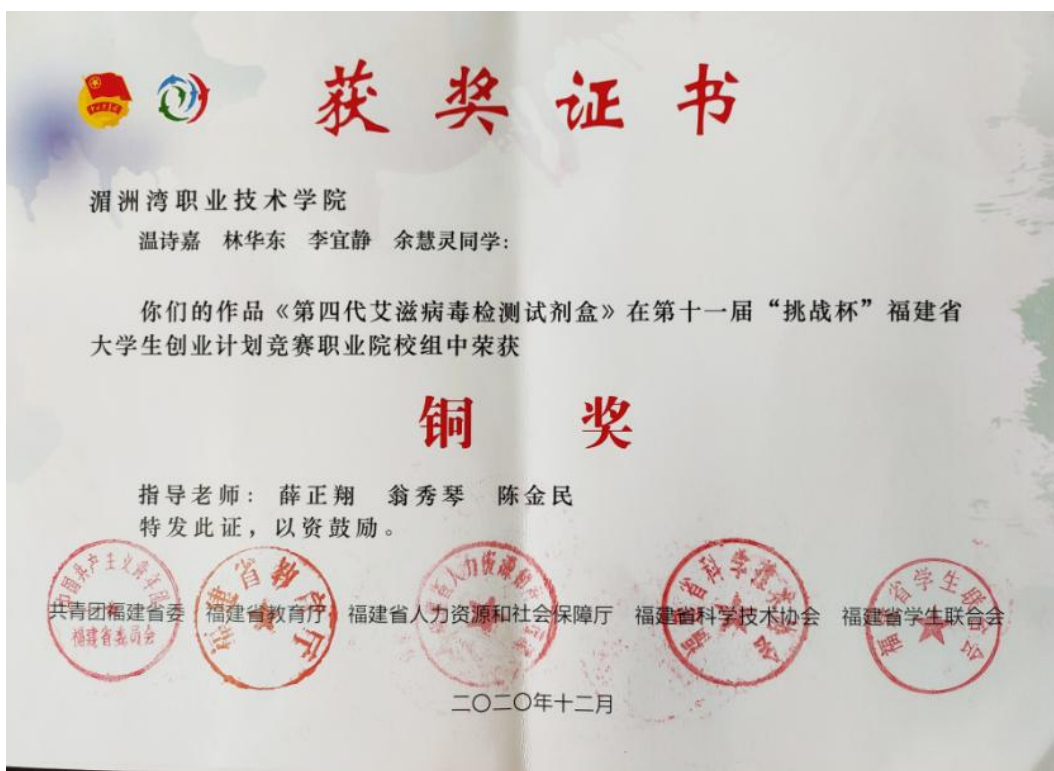 获奖证书
湄洲湾职业技术学院
温诗嘉 林华东 李宜静 余慧灵同学:
你们的作品《第四代艾滋病毒检测试剂盒》在第十一届“挑战杯”福建省
大学生创业计划竞赛职业院校组中荣获
铜奖
指导老师: 薛正翔 翁秀琴 陈金民
特发此证,以资鼓励。
共青团福建省委 福建省教育厅 福建省人力资源和社会保障厅 福建省科学技术协会 福建省学生联合会
二〇二〇年十二月